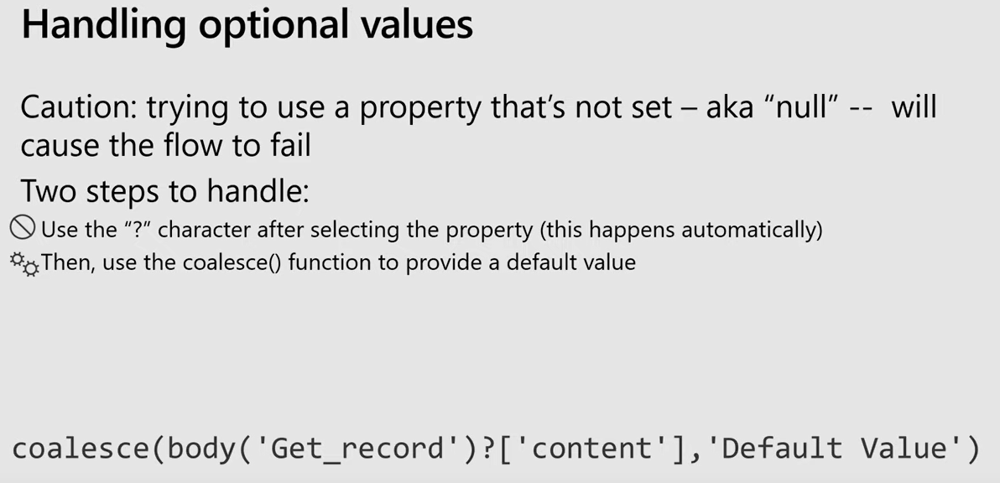 Handling optional values
Caution: trying to use a property that’s not set – aka “null” -- will
cause the flow to fail
Two steps to handle:
Use the “?” character after selecting the property (this happens automatically)
Then, use the coalesce() function to provide a default value
coalesce(body('Get_record')?['content'],'Default Value')